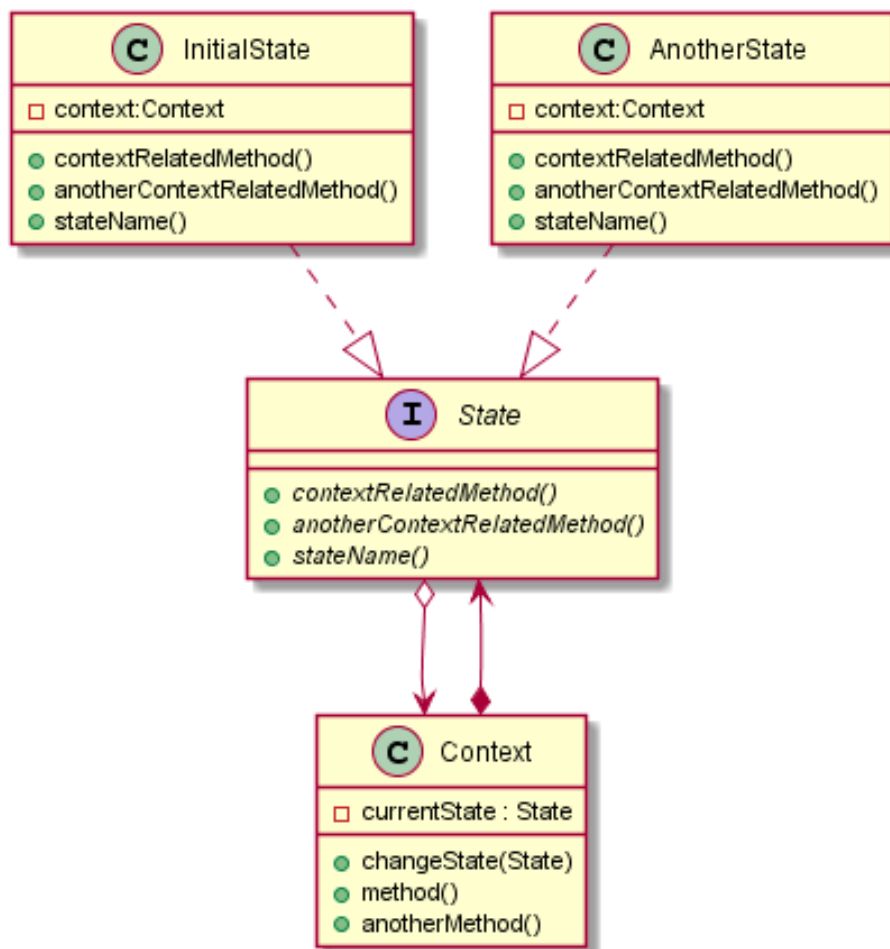 C InitialState
context:Context
contextRelatedMethod()
anotherContextRelatedMethod()
stateName()
C AnotherState
context:Context
contextRelatedMethod()
anotherContextRelatedMethod()
stateName()
I State
contextRelatedMethod()
anotherContextRelatedMethod()
stateName()
C Context
currentState : State
changeState(State)
method()
anotherMethod()